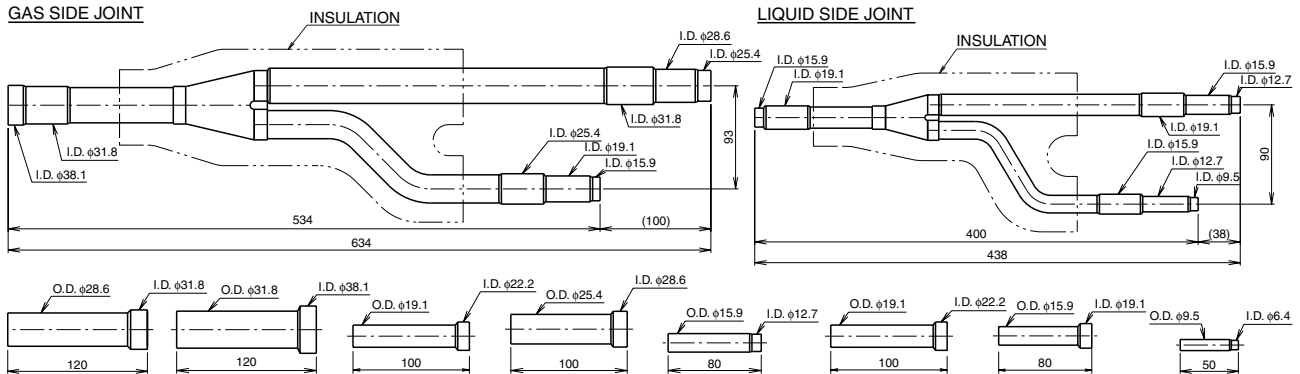 GAS SIDE JOINT
INSULATION
I.D. φ28.6
I.D. φ25.4
I.D. φ31.8
I.D. φ38.1
I.D. φ31.8
I.D. φ25.4
I.D. φ19.1
I.D. φ15.9
93
534
(100)
634
LIQUID SIDE JOINT
INSULATION
I.D. φ15.9
I.D. φ19.1
I.D. φ15.9
I.D. φ12.7
I.D. φ19.1
I.D. φ15.9
I.D. φ12.7
I.D. φ9.5
90
400
(38)
438
O.D. φ28.6
I.D. φ31.8
120
O.D. φ31.8
I.D. φ38.1
120
O.D. φ19.1
I.D. φ22.2
100
O.D. φ25.4
I.D. φ28.6
100
O.D. φ15.9
I.D. φ12.7
80
O.D. φ19.1
I.D. φ22.2
100
O.D. φ15.9
I.D. φ19.1
80
O.D. φ9.5
I.D. φ6.4
50